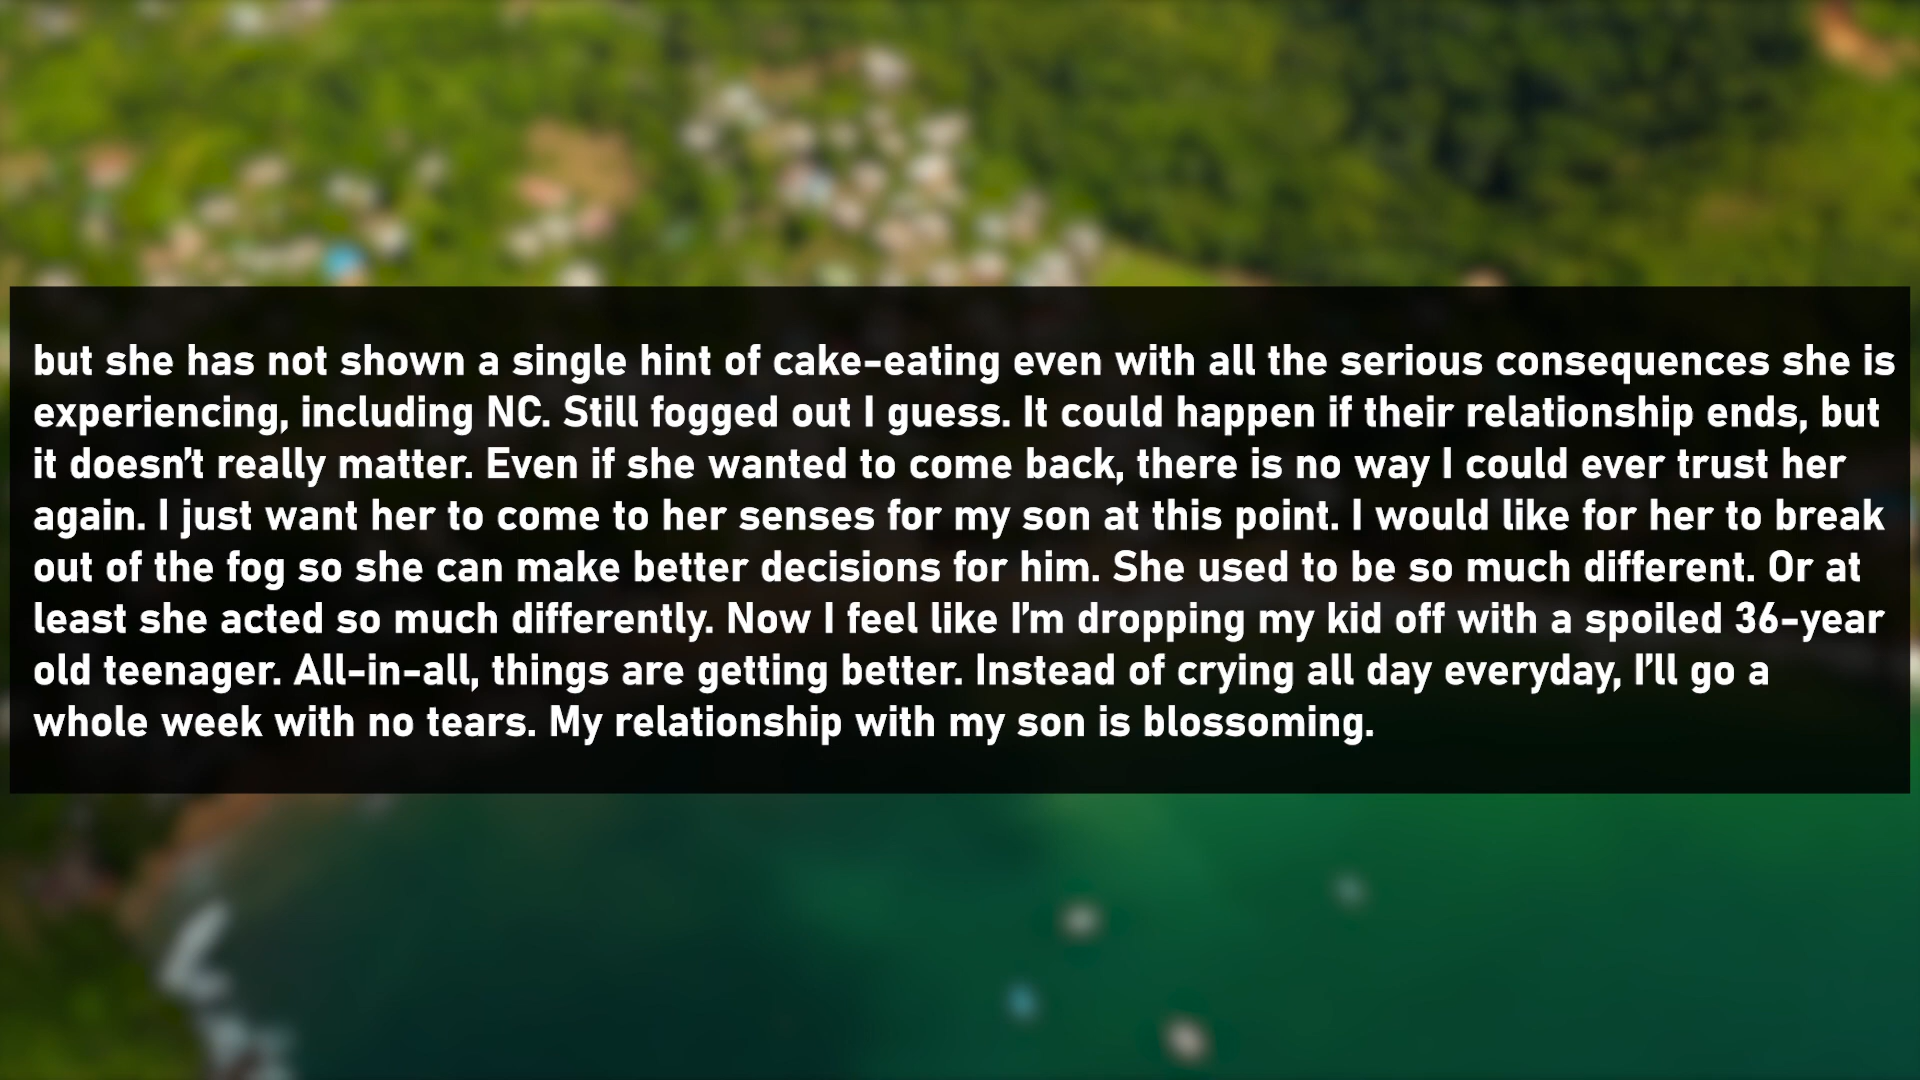 but she has not shown a single hint of cake-eating even with all the serious consequences she is
experiencing, including NC. Still fogged out I guess. It could happen if their relationship ends, but
it doesn't really matter. Even if she wanted to come back, there is no way I could ever trust her
again. I just want her to come to her senses for my son at this point. I would like for her to break
out of the fog so she can make better decisions for him. She used to be so much different. Or at
least she acted so much differently. Now I feel like I'm dropping my kid off with a spoiled 36-year
old teenager. All-in-all, things are getting better. Instead of crying all day everyday, I'll go a
whole week with no tears. My relationship with my son is blossoming.